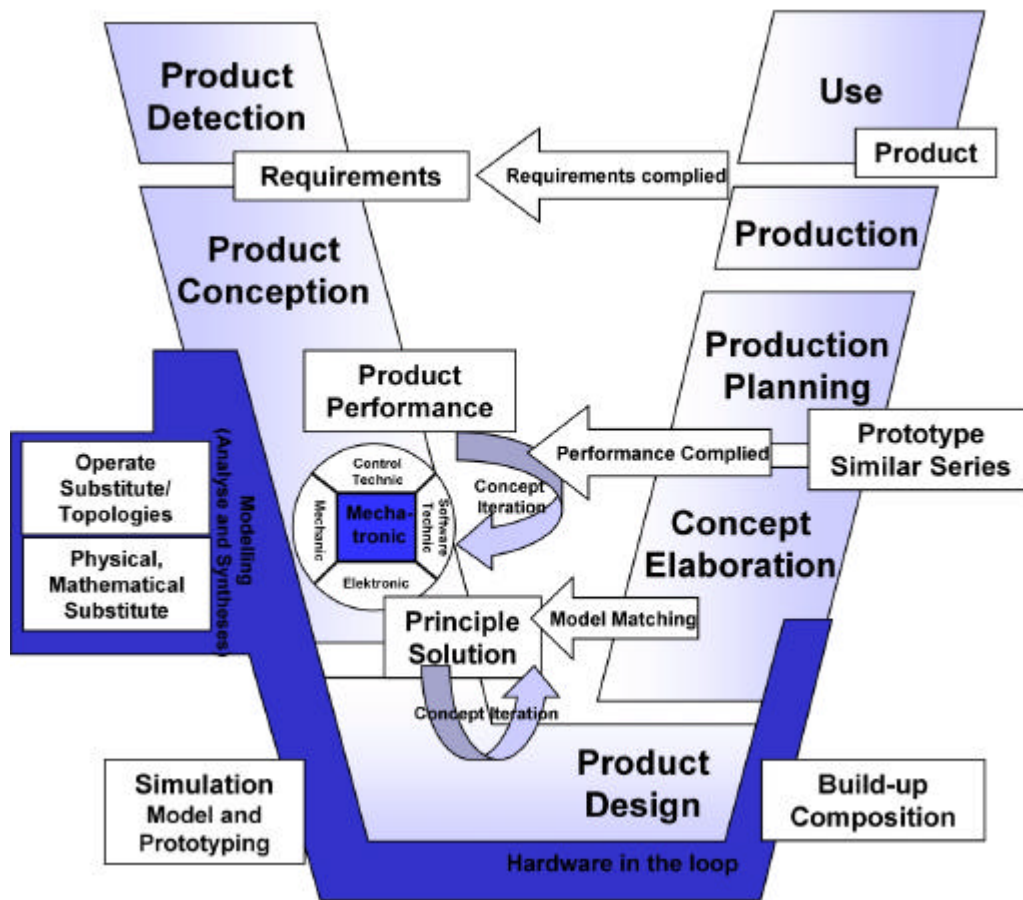 Product
Detection
Use
Product
Requirements
Requirements complied
Product
Conception
Production
Production
Planning
Product
Performance
Performance Complied
Prototype
Similar Series
Operate
Substitute/
Topologies
Physical,
Mathematical
Substitute
Modelling
(Analyse and Syntheses)
Control
Technic
Mechanic
Mecha-
tronic
Software
Technic
Elektronic
Concept
Iteration
Concept
Elaboration
Principle
Solution
Model Matching
Concept Iteration
Product
Design
Simulation
Model and
Prototyping
Build-up
Composition
Hardware in the loop